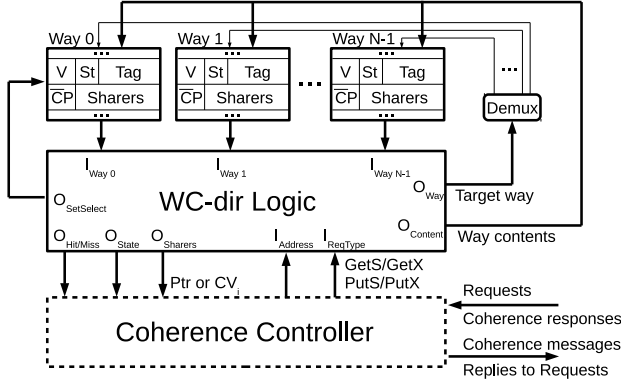 Way 0 Way 1 Way N-1
V St Tag V St Tag V St Tag
CP Sharers CP Sharers CP Sharers
Demux
I Way 0 I Way 1 I Way N-1
O Way
Target way
O SetSelect
WC-dir Logic
O Content
Way contents
O Hit/Miss O State O Sharers I Address I ReqType
Ptr or CVi
GetS/GetX
PutS/PutX
Coherence Controller
Requests
Coherence responses
Coherence messages
Replies to Requests